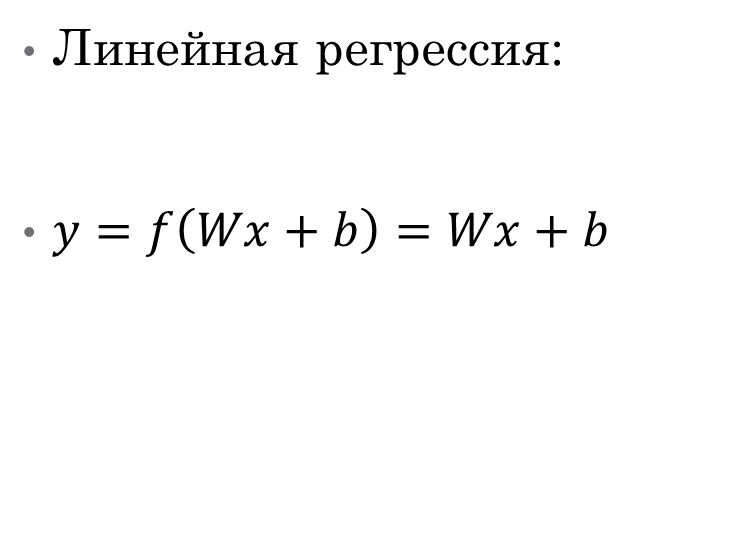 • Линейная регрессия:
• y = f(Wx + b) = Wx + b